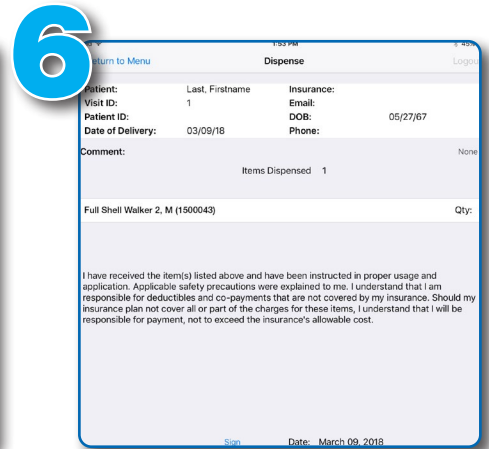 6
1:53 PM
45%
Return to Menu Dispense Logou
Patient: Last, Firstname Insurance:
Visit ID: 1 Email:
Patient ID: DOB: 05/27/67
Date of Delivery: 03/09/18 Phone:
Comment: None
Items Dispensed 1
Full Shell Walker 2, M (1500043) Qty:
I have received the item(s) listed above and have been instructed in proper usage and
application. Applicable safety precautions were explained to me. I understand that I am
responsible for deductibles and co-payments that are not covered by my insurance. Should my
insurance plan not cover all or part of the charges for these items, I understand that I will be
responsible for payment, not to exceed the insurance's allowable cost.
Sign Date: March 09, 2018